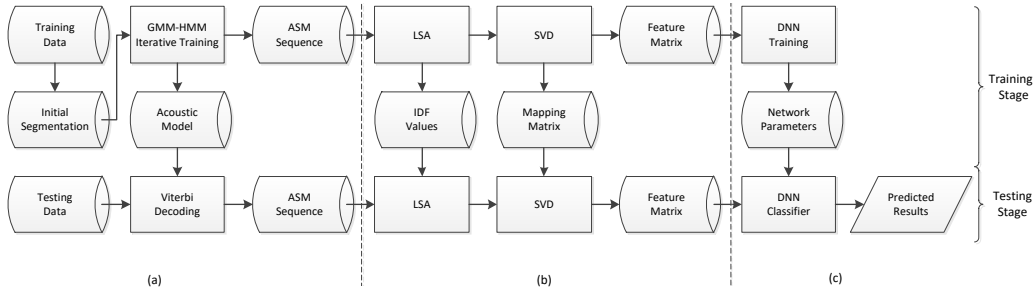 Training
Data
GMM-HMM
Iterative Training
ASM
Sequence
LSA
SVD
Feature
Matrix
DNN
Training
Initial
Segmentation
Acoustic
Model
IDF
Values
Mapping
Matrix
Network
Parameters
Training
Stage
Testing
Data
Viterbi
Decoding
ASM
Sequence
LSA
SVD
Feature
Matrix
DNN
Classifier
Predicted
Results
Testing
Stage
(a)
(b)
(c)